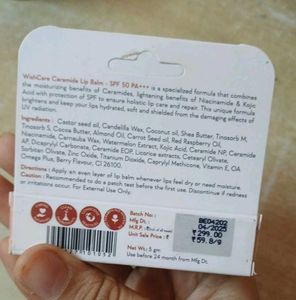 WishCare Ceramide Lip Balm - SPF 50 PA+++ is a specialized formula that combines
the moisturizing benefits of Ceramides, lightening benefits of Niacinamide & Kojic
Acid with protection of SPF to ensure holistic lip care and repair. This unique formula
brightens and keep your lips hydrated, soft and shielded from the damaging effects of
UV radiation.
Ingredients : Castor seed oil, Candelilla Wax, Coconut oil, Shea Butter, Tinosorb M,
Tinosorb S, Cocoa Butter, Almond Oil, Carrot seed oil, Red Raspberry Oil,
Niacinamide, Carnauba Wax, Watermelon Extract, Kojic Acid, Ceramide NP, Ceramide
AP, Dipalmitoyl Carbonate, Ceramide EOP, Licorice extracts, Cetearyl Olivate,
Sorbitan Olivate, Zinc Oxide, Titanium Dioxide, Caprylyl Methicone, Vitamin E, OA
Omega Plus, Berry Flavour, CI 26100.
Directions : Apply an even layer of lip balm whenever lips feel dry or need moisture.
Caution : Recommended to do a patch test before the first use. Discontinue if redness
or irritations occur. For External Use Only.
Batch No :
Mfg Dt. :
M.R.P.
Unit Sale Price :
Net Wt.: 5 gm
Use before 24 month from Mfg Dt.
BE04202
04/2025
₹299.00
₹59.8/g